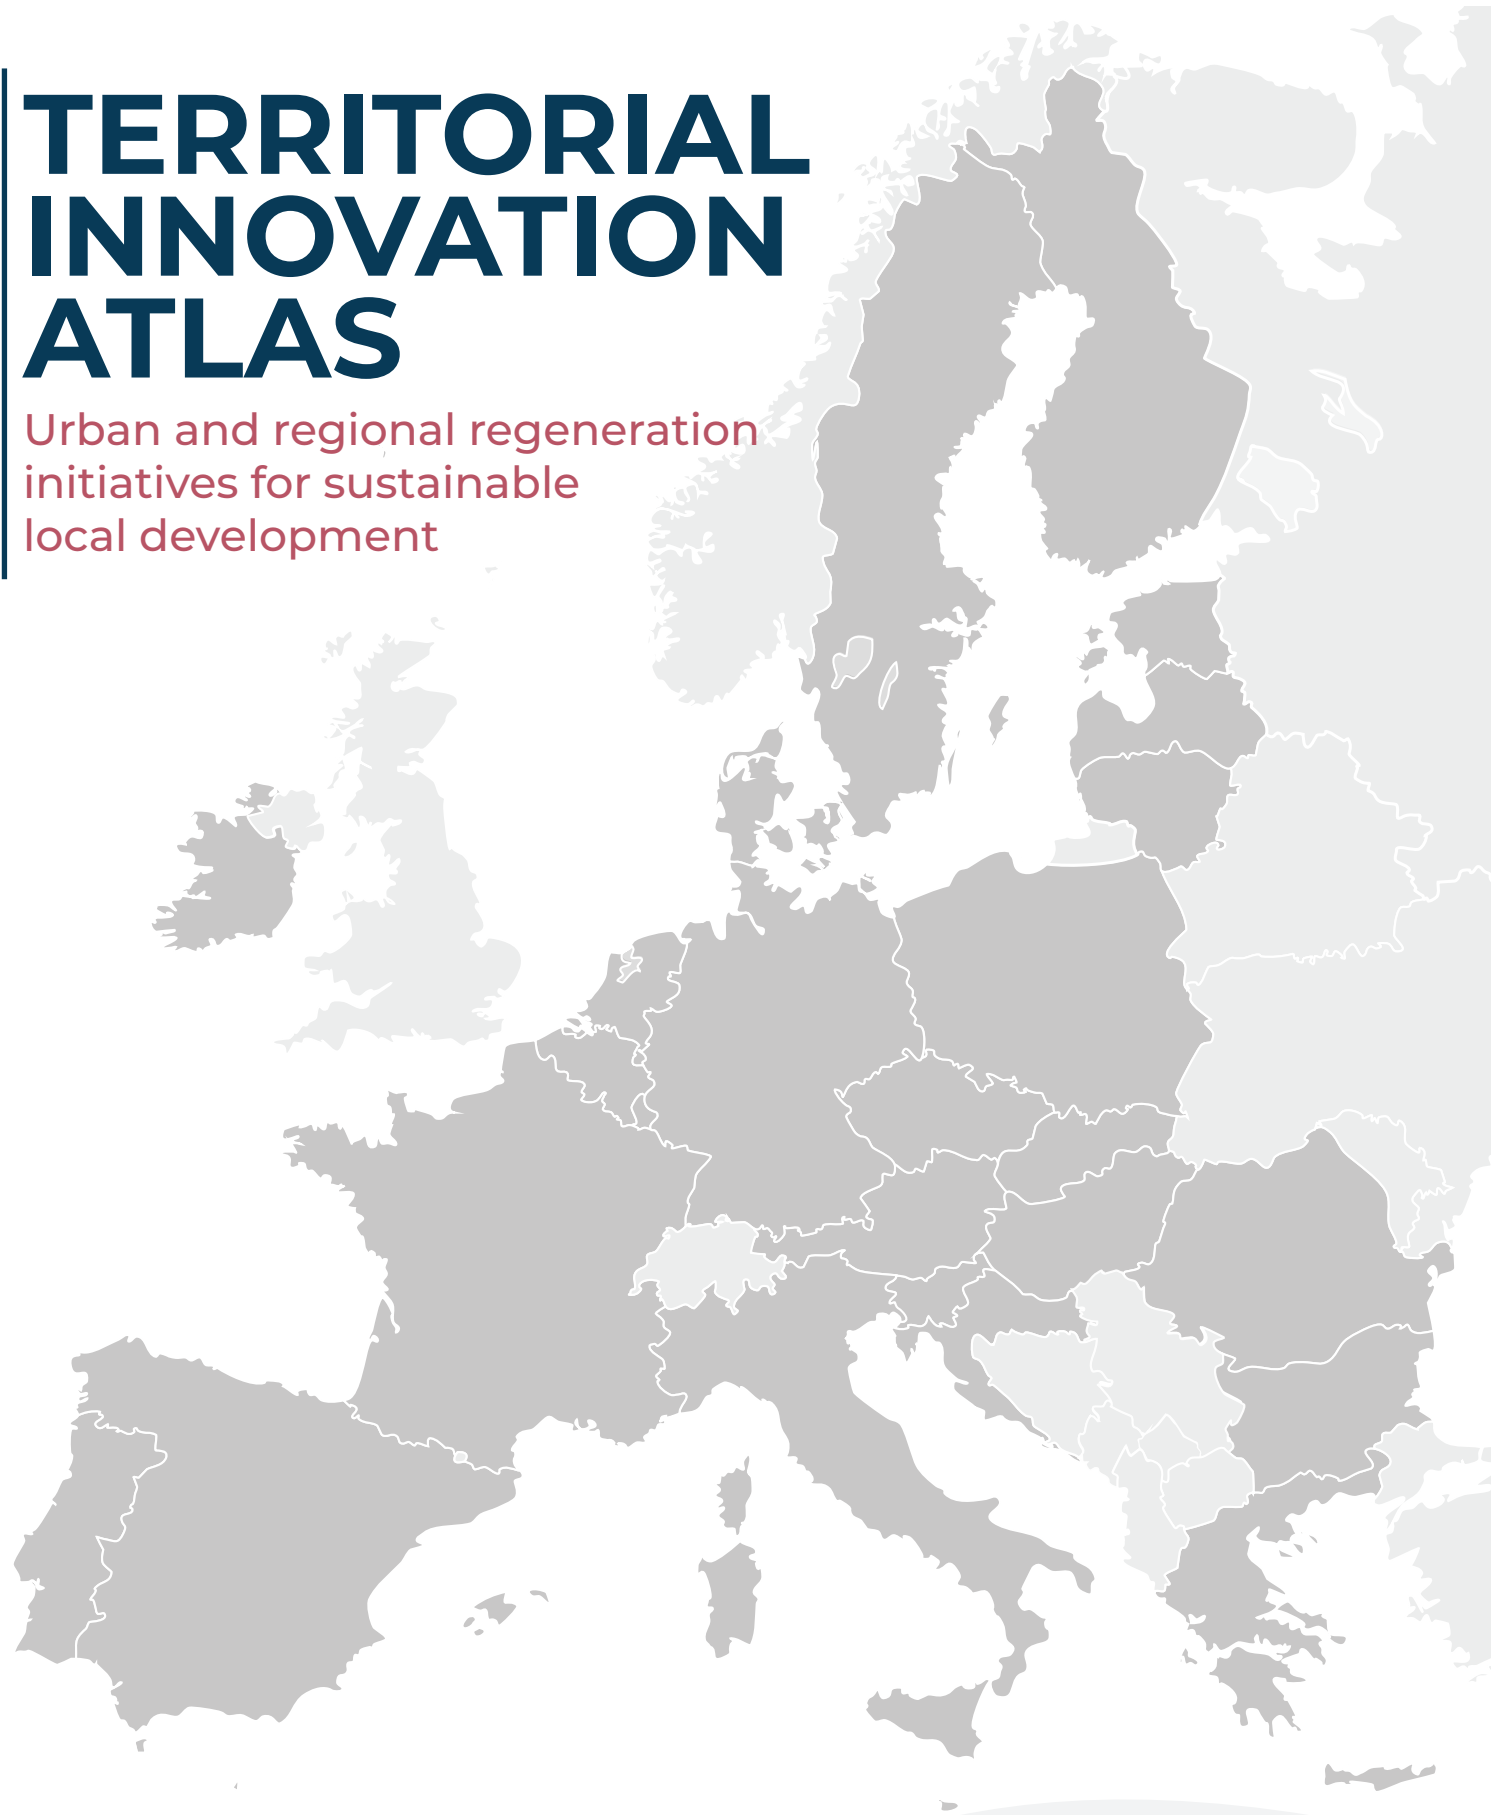 TERRITORIAL
INNOVATION
ATLAS
Urban and regional regeneration
initiatives for sustainable
local development